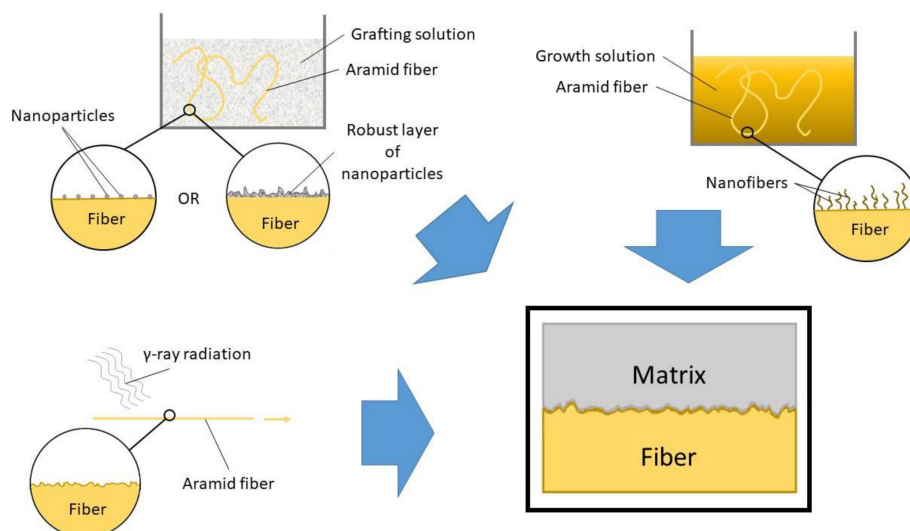 Grafting solution
Aramid fiber
Nanoparticles
Robust layer
of
nanoparticles
Fiber
OR
Fiber
Growth solution
Aramid fiber
Nanofibers
Fiber
γ-ray radiation
Aramid fiber
Fiber
Matrix
Fiber